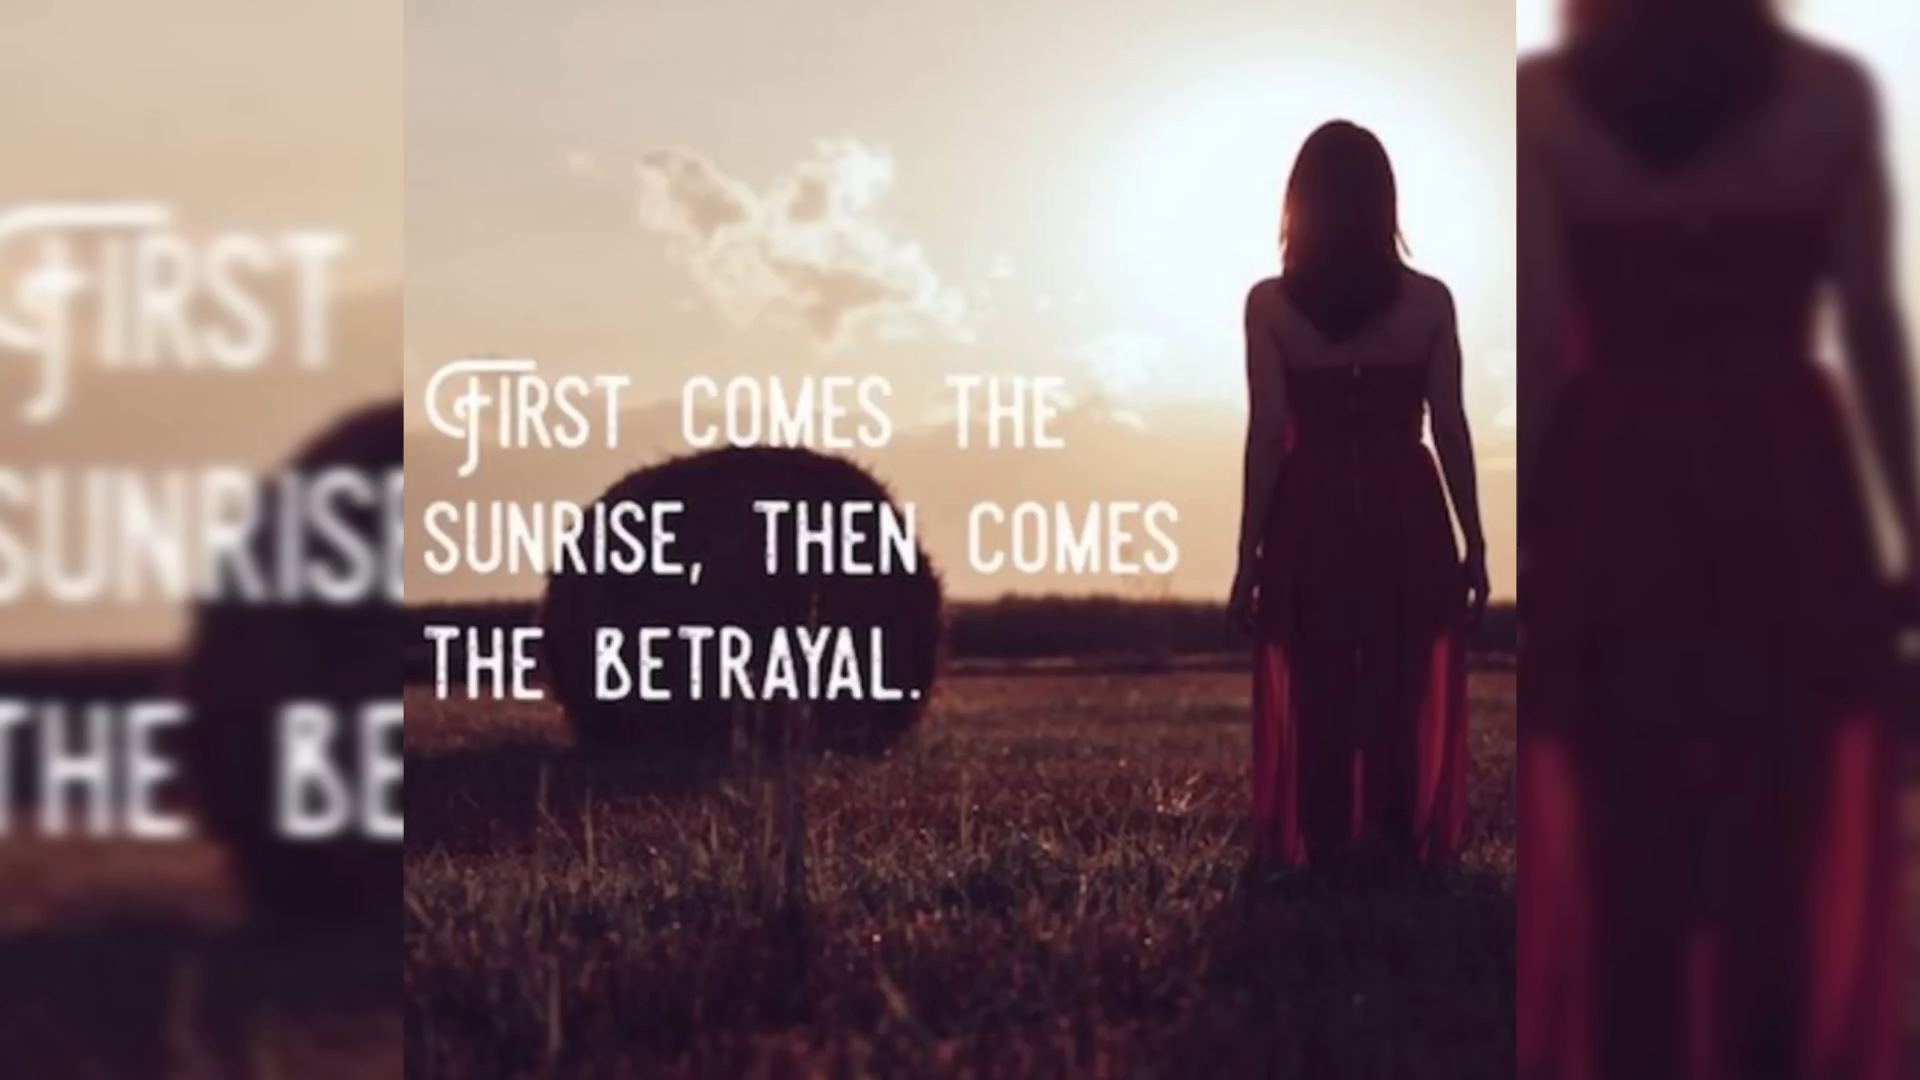 First comes the
sunrise, then comes
the betrayal.